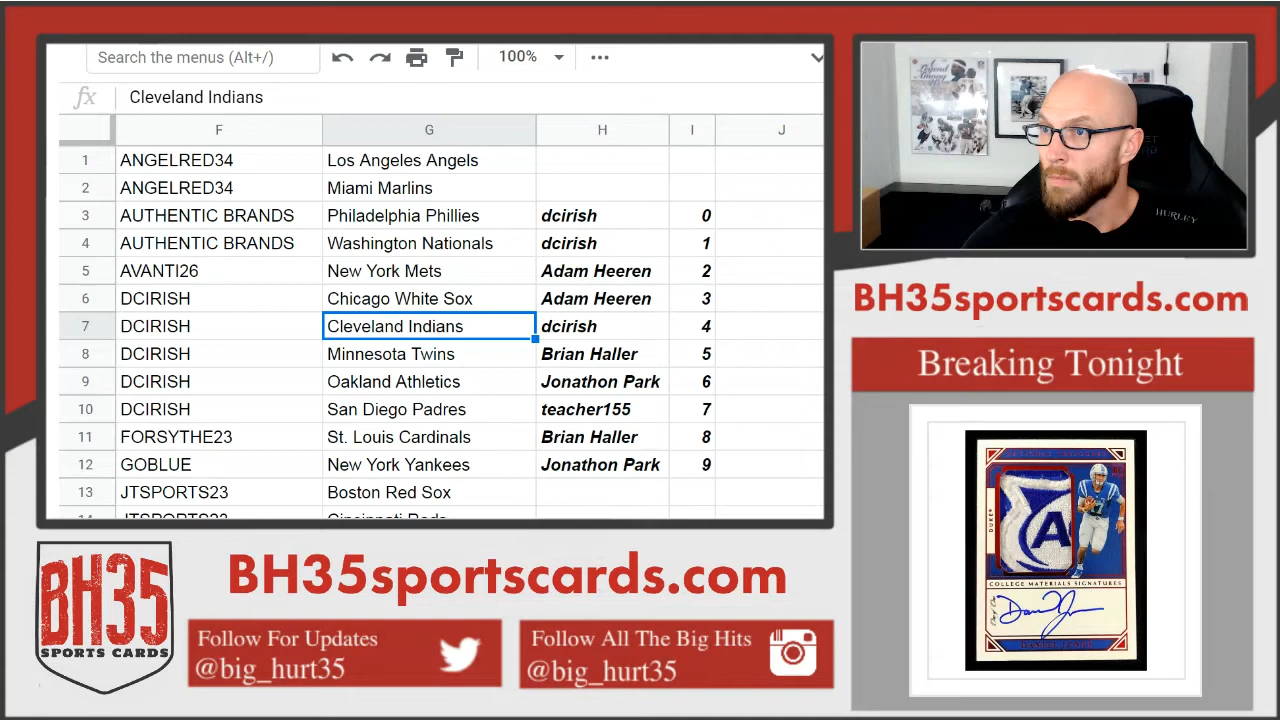 Search the menus (Alt+/)
100%
fx Cleveland Indians
F G H I J
1 ANGELRED34 Los Angeles Angels
2 ANGELRED34 Miami Marlins
3 AUTHENTIC BRANDS Philadelphia Phillies dcirish 0
4 AUTHENTIC BRANDS Washington Nationals dcirish 1
5 AVANTI26 New York Mets Adam Heeren 2
6 DCIRISH Chicago White Sox Adam Heeren 3
7 DCIRISH Cleveland Indians dcirish 4
8 DCIRISH Minnesota Twins Brian Haller 5
9 DCIRISH Oakland Athletics Jonathon Park 6
10 DCIRISH San Diego Padres teacher155 7
11 FORSYTHE23 St. Louis Cardinals Brian Haller 8
12 GOBLUE New York Yankees Jonathon Park 9
13 JTSPORTS23 Boston Red Sox
HURLEY
BH35sportscards.com
Breaking Tonight
DUKE
A
COLLEGE MATERIALS SIGNATURES
BH35
SPORTS CARDS
BH35sportscards.com
Follow For Updates
@big_hurt35
Follow All The Big Hits
@big_hurt35